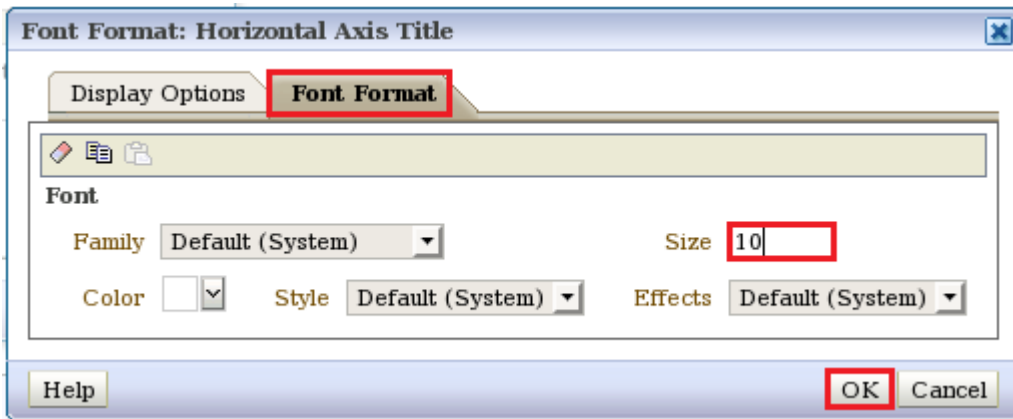 Font Format: Horizontal Axis Title
Display Options Font Format
Font
Family Default (System) Size 10
Color Style Default (System) Effects Default (System)
Help OK Cancel